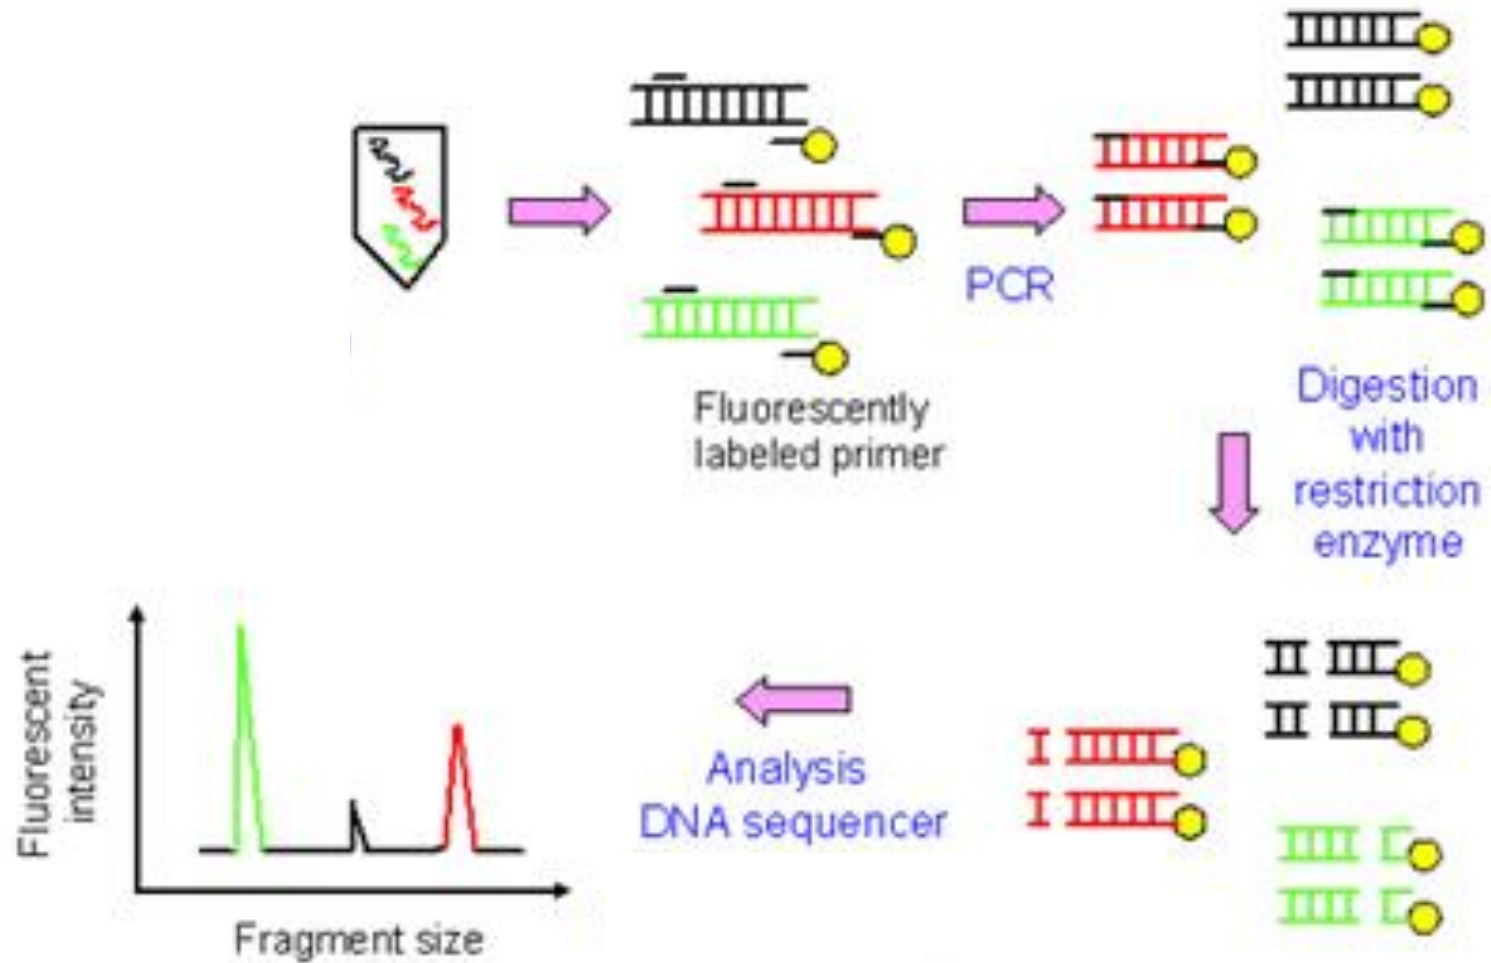 Fluorescently
labeled primer
PCR
Digestion
with
restriction
enzyme
Analysis
DNA sequencer
Fluorescent
intensity
Fragment size